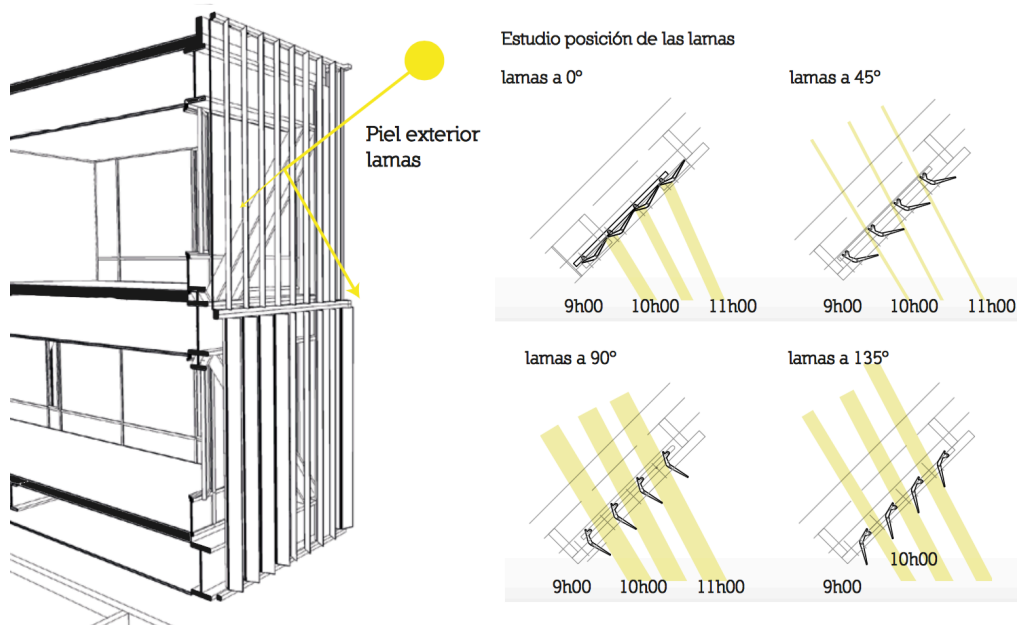 Piel exterior
lamas
Estudio posición de las lamas
lamas a 0º
9h00 10h00 11h00
lamas a 45º
9h00 10h00 11h00
lamas a 90º
9h00 10h00 11h00
lamas a 135º
10h00
9h00